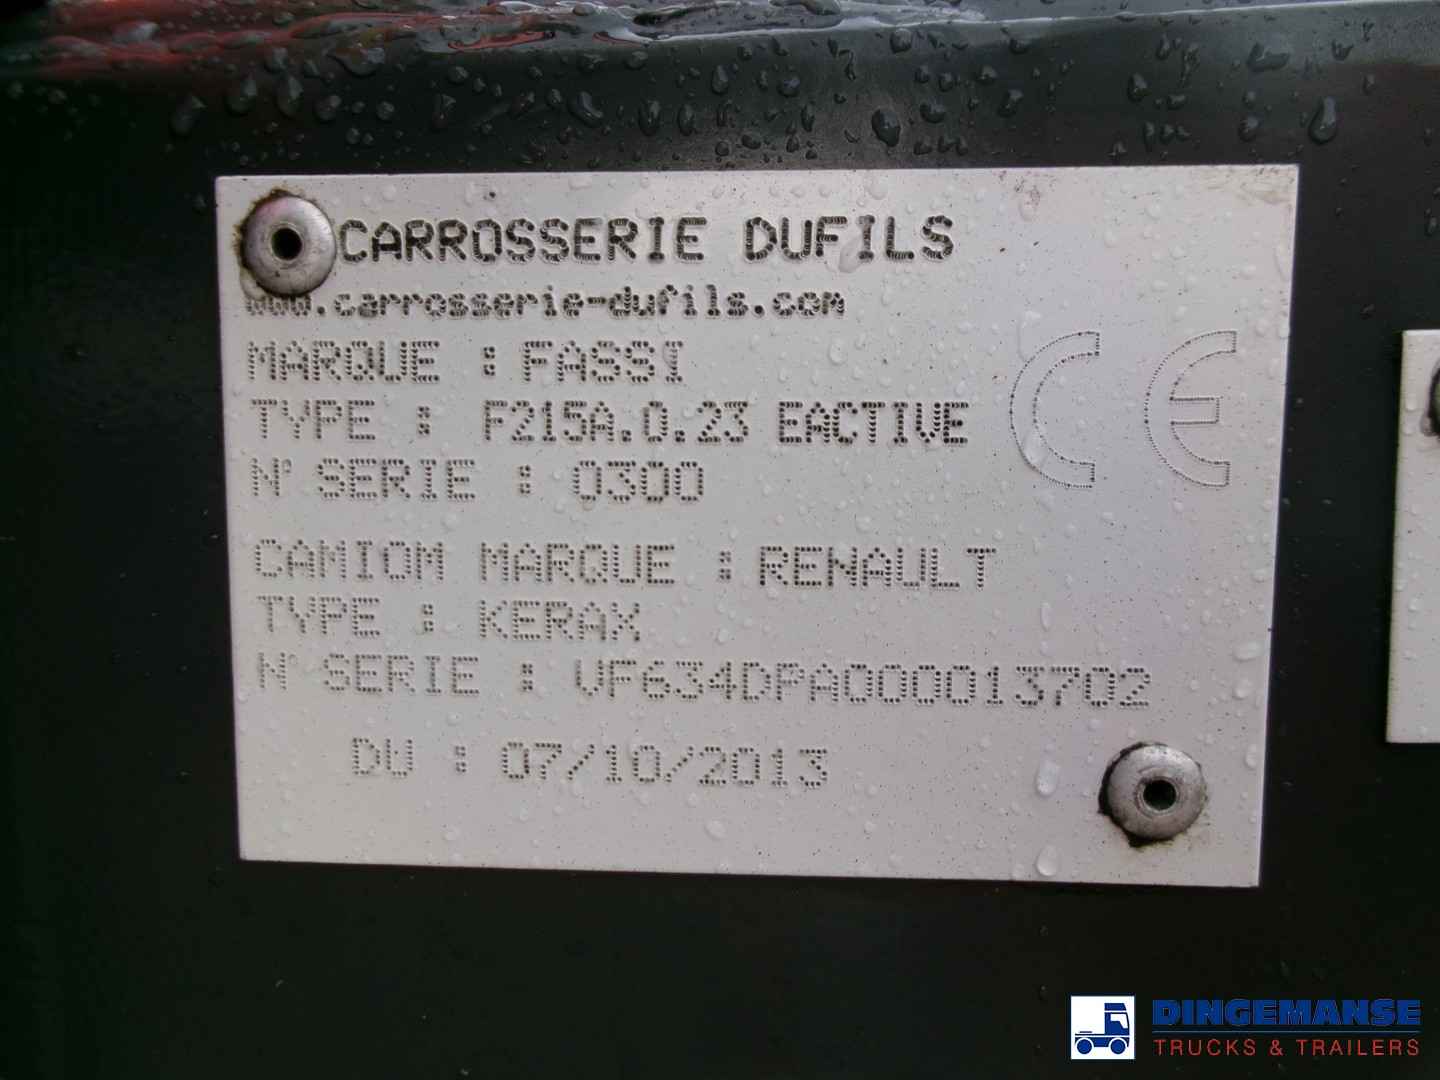 CARROSSERIE DUFILS
www.carrosserie-dufils.com
MARQUE : FASSI
TYPE : F215A.0.23 EACTIVE
N° SERIE : 0300
CE
CAMIOM MARQUE : RENAULT
TYPE : KERAX
N° SERIE : VF634DPA000013702
DU : 07/10/2013
DINGEMANSE
TRUCKS & TRAILERS